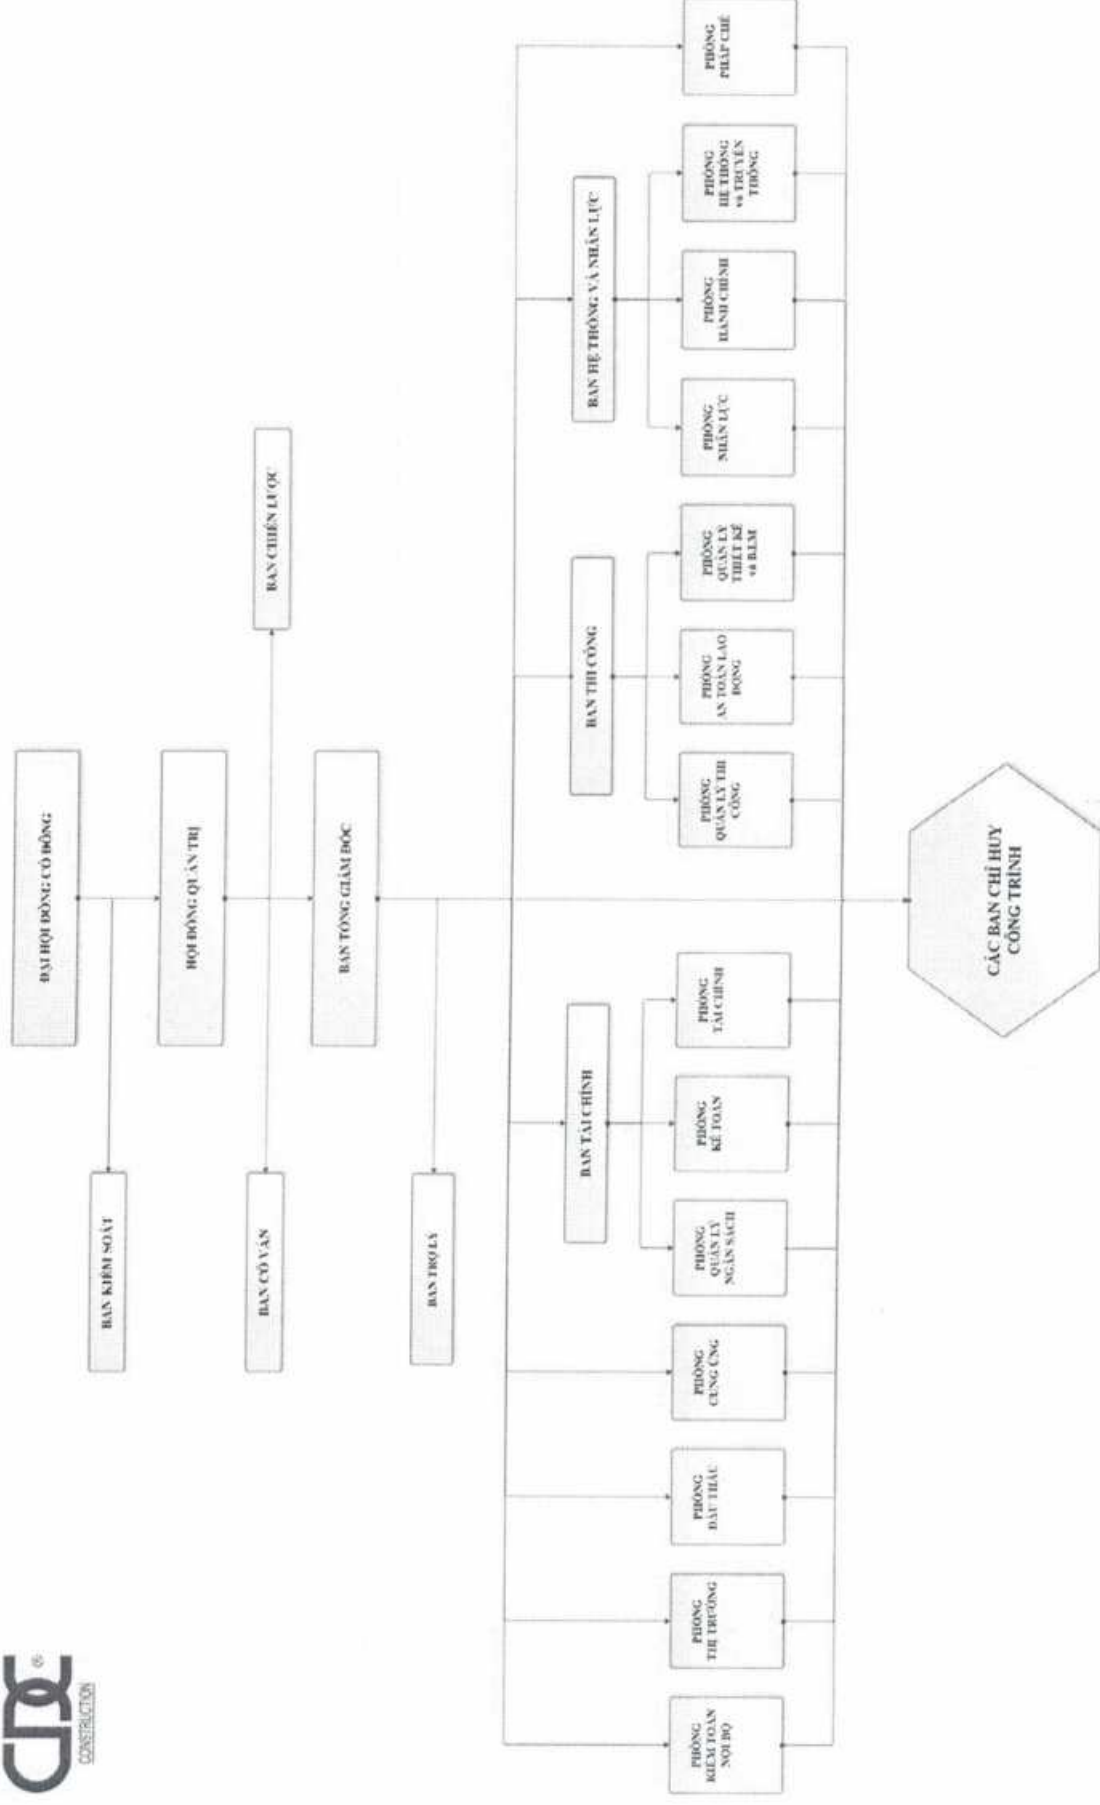 CDC®
CONSTRUCTION
ĐẠI HỘI ĐỒNG CỔ ĐÔNG
BAN KIỂM SOÁT
HỘI ĐỒNG QUẢN TRỊ
BAN CỐ VẤN
BAN CHIẾN LƯỢC
BAN TỔNG GIÁM ĐỐC
BAN TRỢ LÝ
BAN TÀI CHÍNH
BAN THI CÔNG
BAN HỆ THỐNG VÀ NHÂN LỰC
PHÒNG
KIỂM TOÁN
NỘI BỘ
PHÒNG
THỊ TRƯỜNG
PHÒNG
ĐẤU THẦU
PHÒNG
CUNG ỨNG
PHÒNG
QUẢN LÝ
NGÂN SÁCH
PHÒNG
KẾ TOÁN
PHÒNG
TÀI CHÍNH
PHÒNG
QUẢN LÝ THI
CÔNG
PHÒNG
AN TOÀN LAO
ĐỘNG
PHÒNG
QUẢN LÝ
THIẾT KẾ
và B.I.M
PHÒNG
NHÂN LỰC
PHÒNG
HÀNH CHÍNH
PHÒNG
HỆ THỐNG
và TRUYỀN
THÔNG
PHÒNG
PHÁP CHẾ
CÁC BAN CHỈ HUY
CÔNG TRÌNH